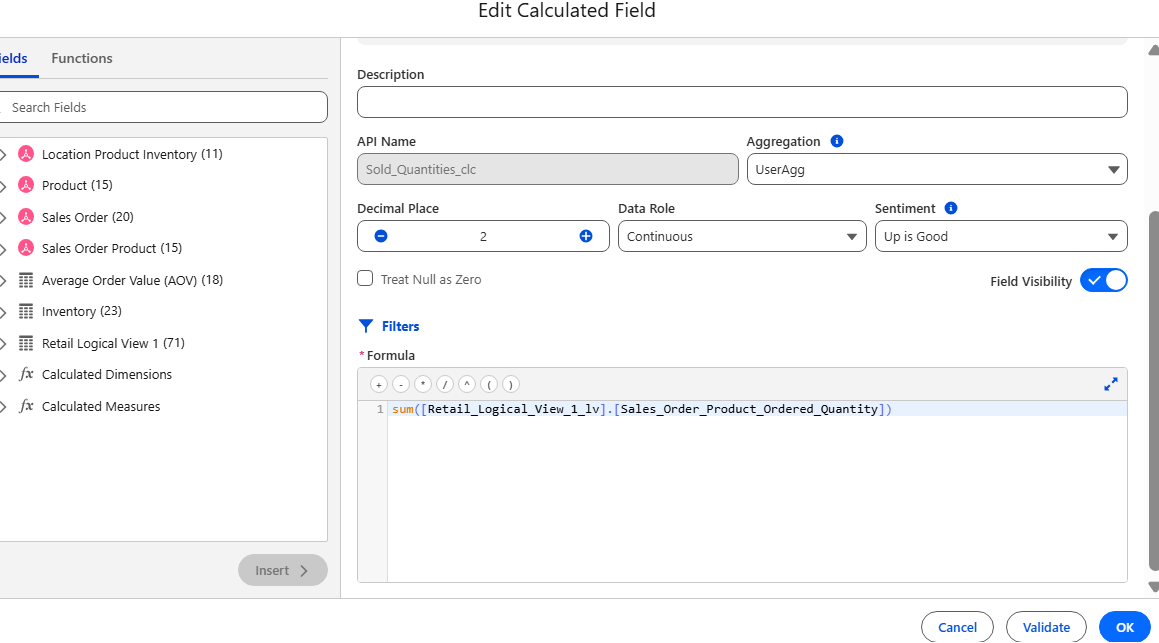 Edit Calculated Field
ields
Functions
Search Fields
Location Product Inventory (11)
Product (15)
Sales Order (20)
Sales Order Product (15)
Average Order Value (AOV) (18)
Inventory (23)
Retail Logical View 1 (71)
fx Calculated Dimensions
fx Calculated Measures
Insert
Description
API Name
Aggregation i
Sold_Quantities_clc
UserAgg
Decimal Place
Data Role
Sentiment i
2
Continuous
Up is Good
Treat Null as Zero
Field Visibility
Filters
* Formula
+ - * / ^ ( )
1 sum([Retail_Logical_View_1_lv].[Sales_Order_Product_Ordered_Quantity])
Cancel
Validate
OK